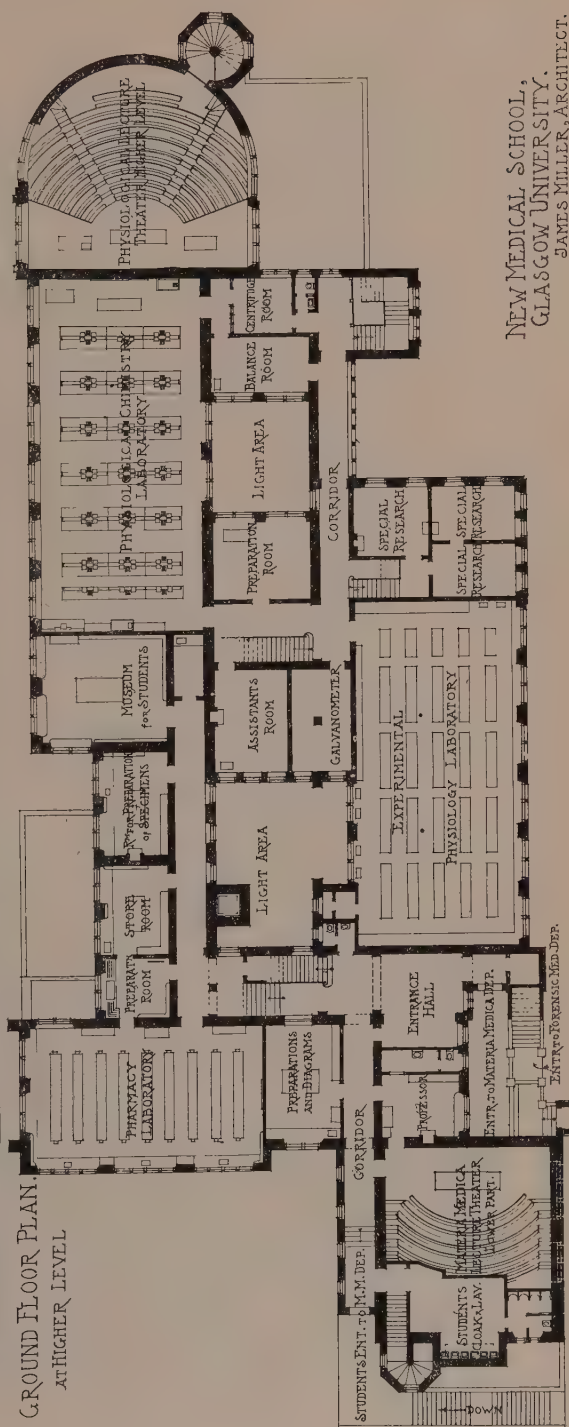 GROUND FLOOR PLAN.
AT HIGHER LEVEL
PHYSIOLOGICAL LECTURE
THEATER HIGHER LEVEL
PHYSIOLOGICAL CHEMISTRY
LABORATORY
CENTRIFUGE
ROOM
BALANCE
ROOM
LIGHT AREA
PREPARATION
ROOM
CORRIDOR
SPECIAL
RESEARCH
SPECIAL
RESEARCH
SPECIAL
RESEARCH
MUSEUM
for STUDENTS
ASSISTANTS
ROOM
GALVANOMETER
EXPERIMENTAL
PHYSIOLOGY LABORATORY
RM FOR PREPARATION
of SPECIMENS
STORE
ROOM
LIGHT AREA
PREPARATN
ROOM
PHARMACY
LABORATORY
PREPARATIONS
AND DIAGRAMS
ENTRANCE
HALL
PROFESSOR
ENTR. TO MATERIA MEDICA DEP.
ENTR. TO FORENSIC MED. DEP.
CORRIDOR
STUDENTS ENT. TO M.M. DEP.
MATERIA MEDICA
LECTURE THEATER
LOWER PART.
STUDENTS
CLOAK & LAV.
DOWN
NEW MEDICAL SCHOOL,
GLASGOW UNIVERSITY.
JAMES MILLER, ARCHITECT.